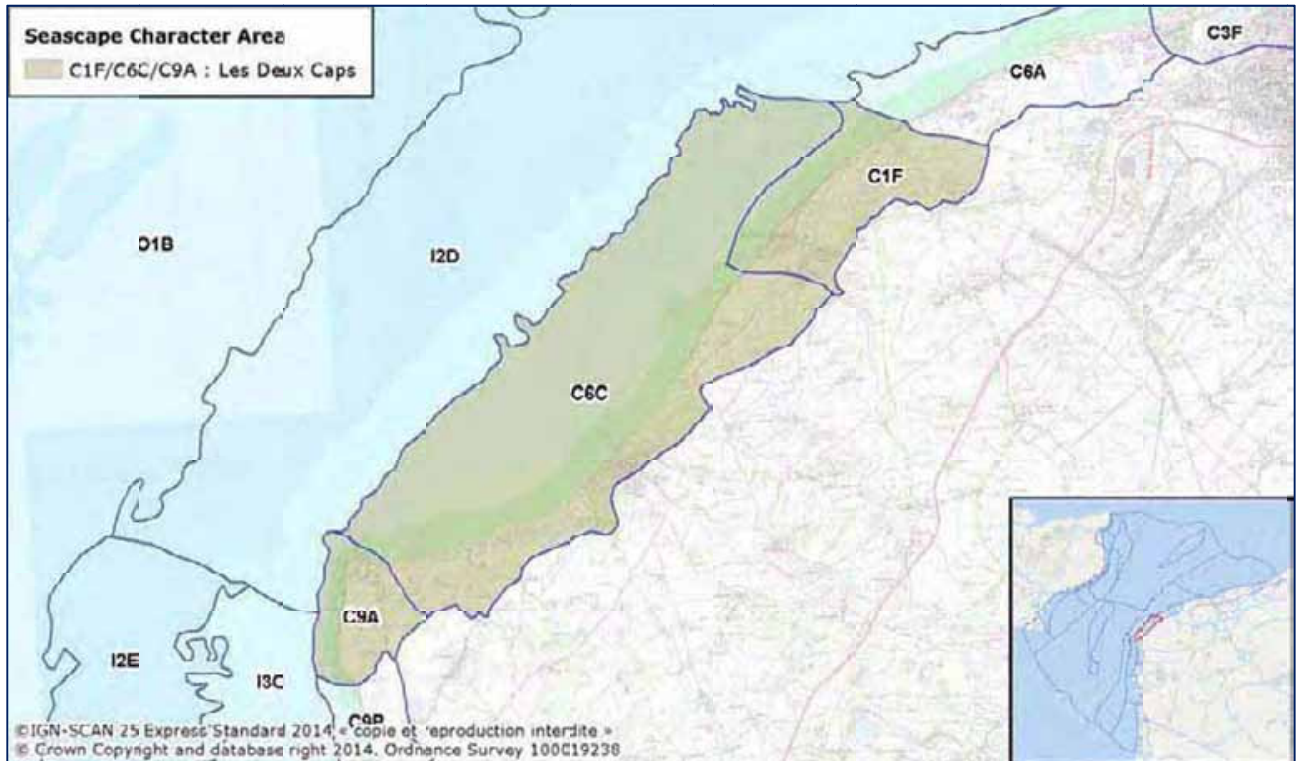 Seascape Character Area
C1F/C6C/C9A : Les Deux Caps
C3F
C6A
C1F
O1B
I2D
C6C
C9A
I2E
I3C
©IGN-SCAN 25 Express Standard 2014 « copie et reproduction interdite »
© Crown Copyright and database right 2014. Ordnance Survey 100019238